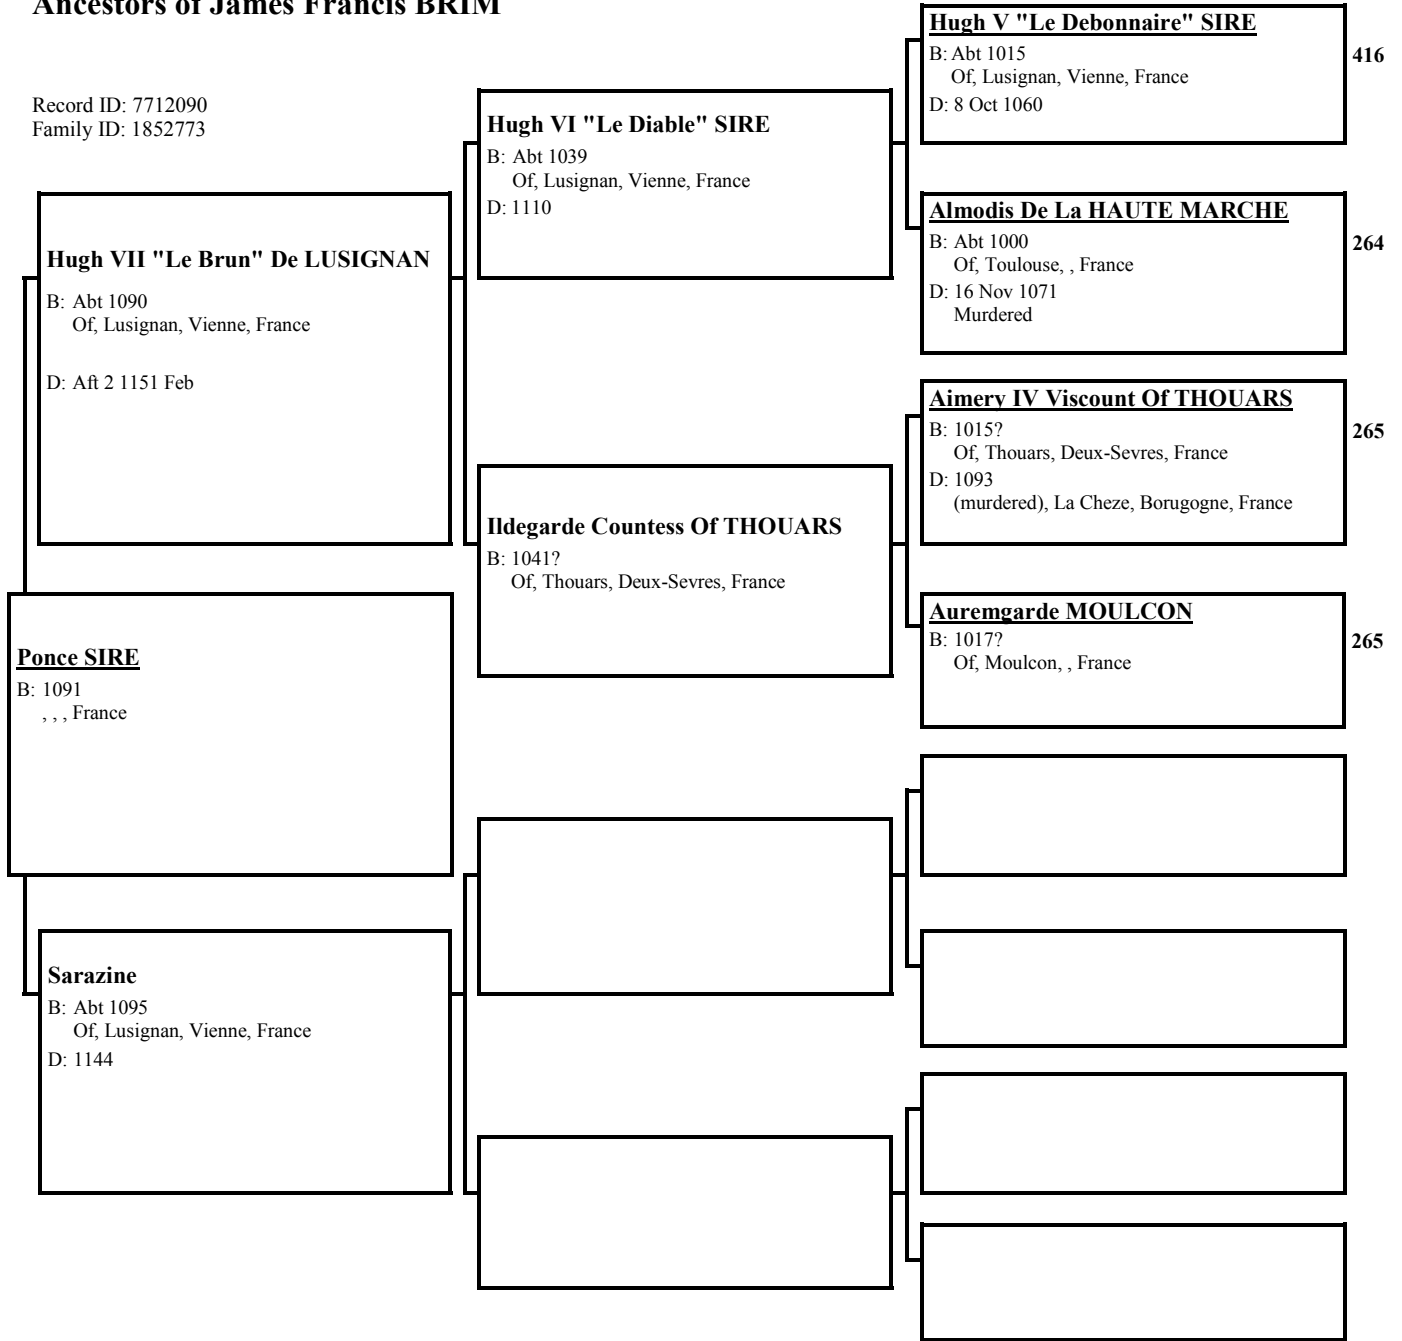 Ancestors of James Francis BRIM
Record ID: 7712090
Family ID: 1852773
Hugh VII "Le Brun" De LUSIGNAN
B: Abt 1090
Of, Lusignan, Vienne, France
D: Aft 2 1151 Feb
Ponce SIRE
B: 1091
, , , France
Sarazine
B: Abt 1095
Of, Lusignan, Vienne, France
D: 1144
Hugh VI "Le Diable" SIRE
B: Abt 1039
Of, Lusignan, Vienne, France
D: 1110
Ildegarde Countess Of THOUARS
B: 1041?
Of, Thouars, Deux-Sevres, France
Hugh V "Le Debonnaire" SIRE
B: Abt 1015
Of, Lusignan, Vienne, France
D: 8 Oct 1060
416
Almodis De La HAUTE MARCHE
B: Abt 1000
Of, Toulouse, , France
D: 16 Nov 1071
Murdered
264
Aimery IV Viscount Of THOUARS
B: 1015?
Of, Thouars, Deux-Sevres, France
D: 1093
(murdered), La Cheze, Borugogne, France
265
Auremgarde MOULCON
B: 1017?
Of, Moulcon, , France
265